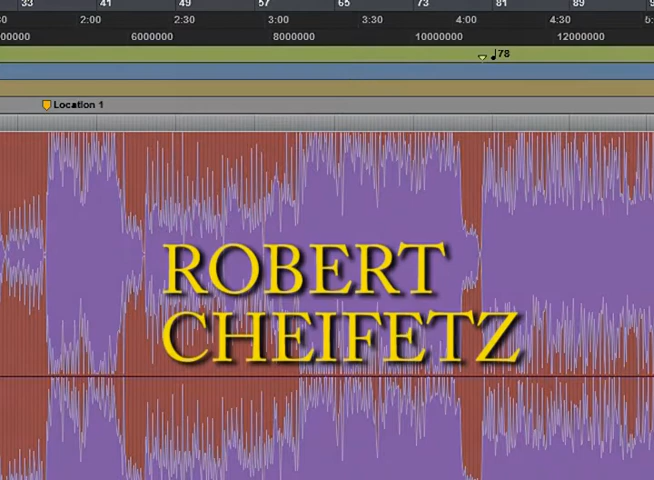 33 41 49 57 65 73 81 89
2:00 2:30 3:00 3:30 4:00 4:30
6000000 8000000 10000000 12000000
78
Location 1
ROBERT
CHEIFETZ